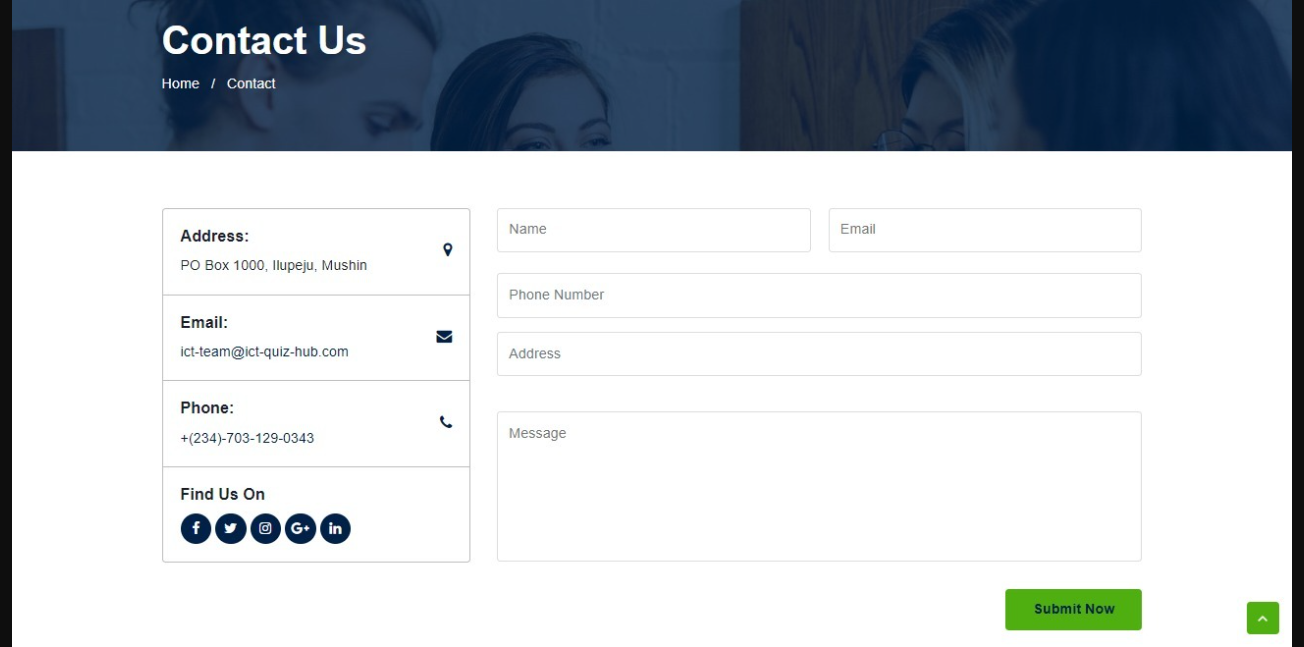 Contact Us
Home / Contact
Address:
PO Box 1000, Ilupeju, Mushin
Email:
ict-team@ict-quiz-hub.com
Phone:
+(234)-703-129-0343
Find Us On
f G+ in
Name Email
Phone Number
Address
Message
Submit Now